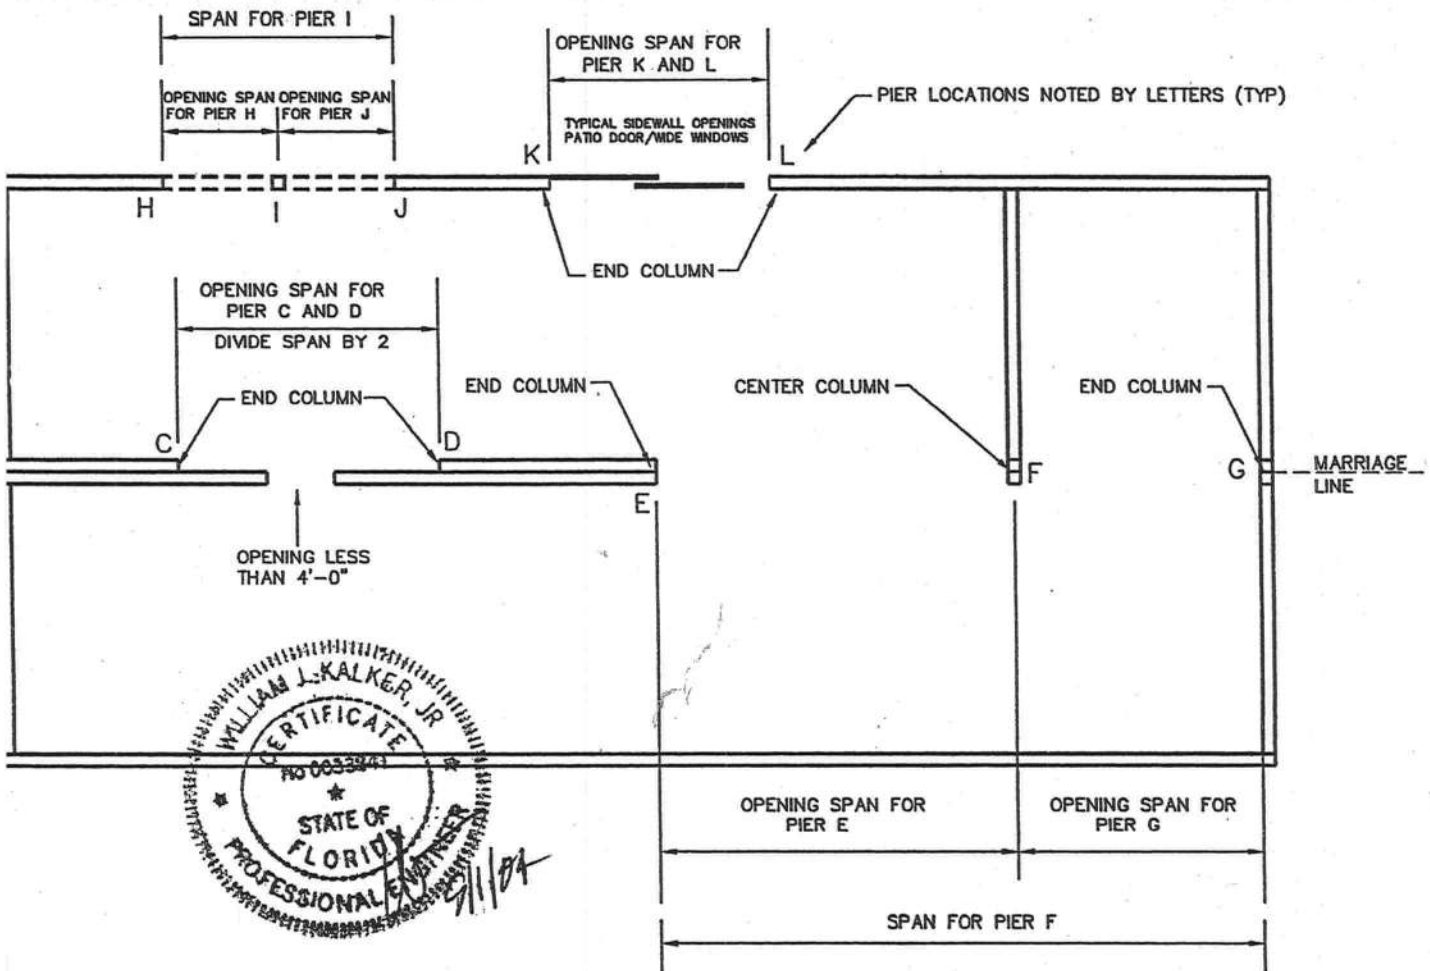 SPAN FOR PIER I
OPENING SPAN FOR
PIER K AND L
OPENING SPAN
FOR PIER H
OPENING SPAN
FOR PIER J
PIER LOCATIONS NOTED BY LETTERS (TYP)
TYPICAL SIDEWALL OPENINGS
PATIO DOOR/WIDE WINDOWS
K
L
H
I
J
END COLUMN
OPENING SPAN FOR
PIER C AND D
DIVIDE SPAN BY 2
END COLUMN
END COLUMN
CENTER COLUMN
END COLUMN
C
D
E
F
G
MARRIAGE
LINE
OPENING LESS
THAN 4'-0"
WILLIAM J. KALKER, JR
CERTIFICATE
STATE OF
FLORIDA
PROFESSIONAL ENGINEER
OPENING SPAN FOR
PIER E
OPENING SPAN FOR
PIER G
SPAN FOR PIER F